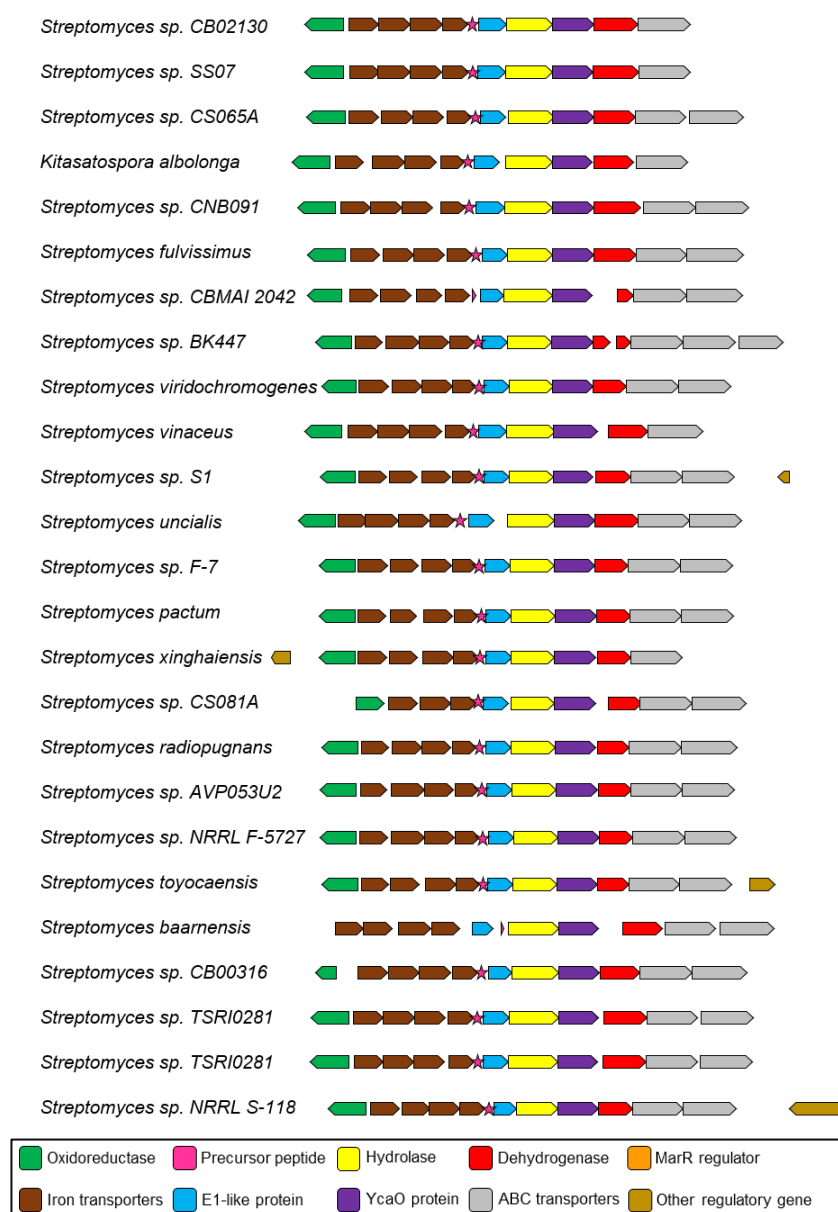 Streptomyces sp. CB02130
Streptomyces sp. SS07
Streptomyces sp. CS065A
Kitasatospora albolonga
Streptomyces sp. CNB091
Streptomyces fulvissimus
Streptomyces sp. CBMAI 2042
Streptomyces sp. BK447
Streptomyces viridochromogenes
Streptomyces vinaceus
Streptomyces sp. S1
Streptomyces uncialis
Streptomyces sp. F-7
Streptomyces pactum
Streptomyces xinghaiensis
Streptomyces sp. CS081A
Streptomyces radiopugnans
Streptomyces sp. AVP053U2
Streptomyces sp. NRRL F-5727
Streptomyces toyocaensis
Streptomyces baarnensis
Streptomyces sp. CB00316
Streptomyces sp. TSRI0281
Streptomyces sp. TSRI0281
Streptomyces sp. NRRL S-118
Oxidoreductase Precursor peptide Hydrolase Dehydrogenase MarR regulator
Iron transporters E1-like protein YcaO protein ABC transporters Other regulatory gene